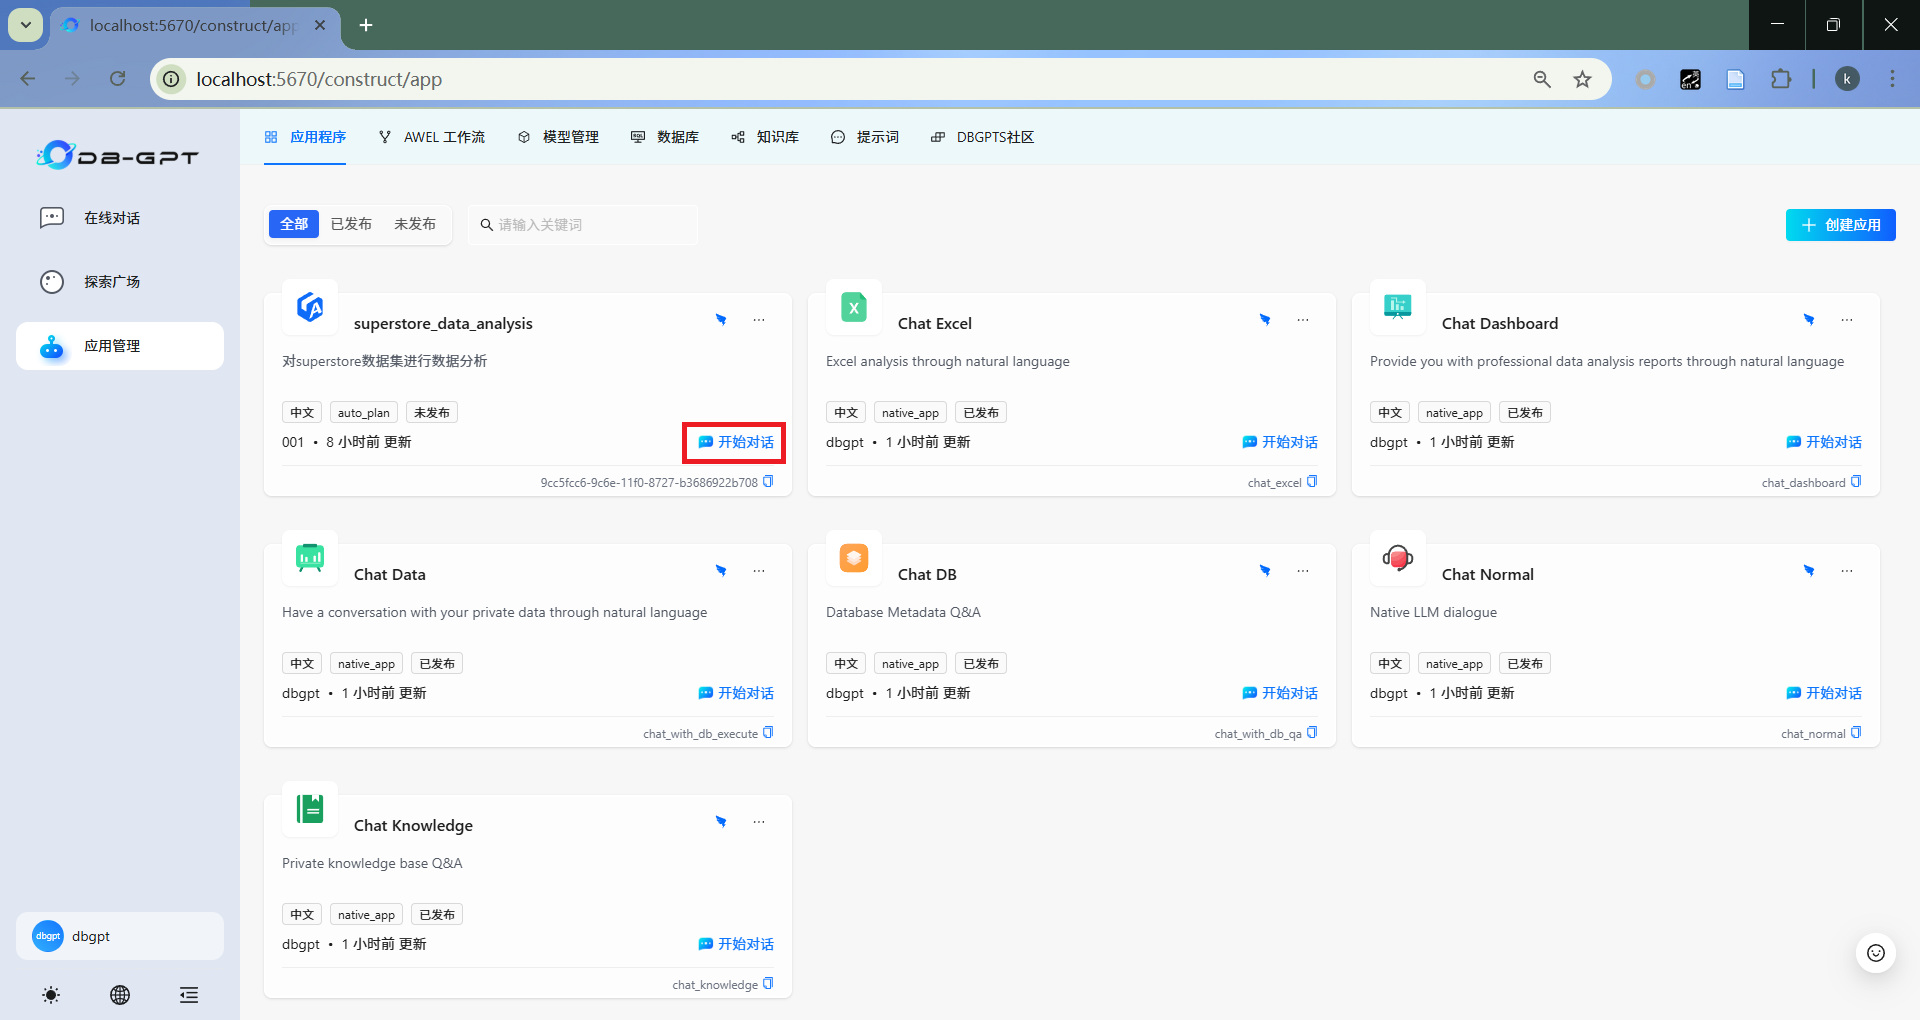 localhost:5670/construct/app
localhost:5670/construct/app
en
k
DB-GPT
应用程序
AWEL 工作流
模型管理
数据库
知识库
提示词
DBGPTS社区
在线对话
探索广场
应用管理
全部
已发布
未发布
请输入关键词
创建应用
superstore_data_analysis
对superstore数据集进行数据分析
中文 auto_plan 未发布
001 • 8 小时前 更新
开始对话
9cc5fcc6-9c6e-11f0-8727-b3686922b708
X
Chat Excel
Excel analysis through natural language
中文 native_app 已发布
dbgpt • 1 小时前 更新
开始对话
chat_excel
Chat Dashboard
Provide you with professional data analysis reports through natural language
中文 native_app 已发布
dbgpt • 1 小时前 更新
开始对话
chat_dashboard
Chat Data
Have a conversation with your private data through natural language
中文 native_app 已发布
dbgpt • 1 小时前 更新
开始对话
chat_with_db_execute
Chat DB
Database Metadata Q&A
中文 native_app 已发布
dbgpt • 1 小时前 更新
开始对话
chat_with_db_qa
Chat Normal
Native LLM dialogue
中文 native_app 已发布
dbgpt • 1 小时前 更新
开始对话
chat_normal
Chat Knowledge
Private knowledge base Q&A
中文 native_app 已发布
dbgpt • 1 小时前 更新
开始对话
chat_knowledge
dbgpt
dbgpt